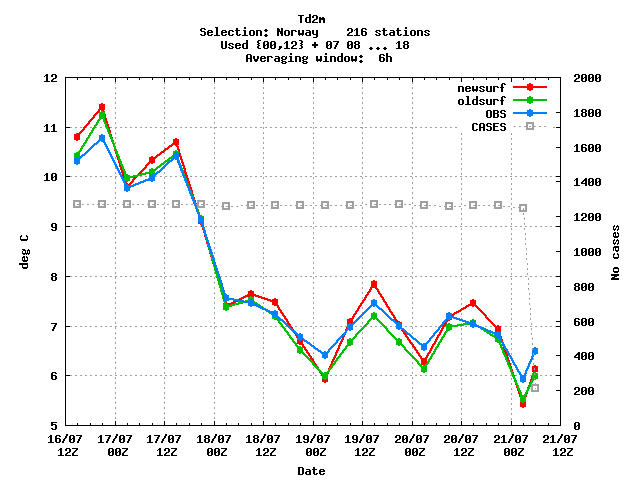 Td2m
Selection: Norway 216 stations
Used {00,12} + 07 08 ... 18
Averaging window: 6h
newsurf
oldsurf
OBS
CASES
12
11
10
9
8
7
6
5
2000
1800
1600
1400
1200
1000
800
600
400
200
0
deg C
No cases
16/07 17/07 17/07 18/07 18/07 19/07 19/07 20/07 20/07 21/07 21/07
12Z 00Z 12Z 00Z 12Z 00Z 12Z 00Z 12Z 00Z 12Z
Date